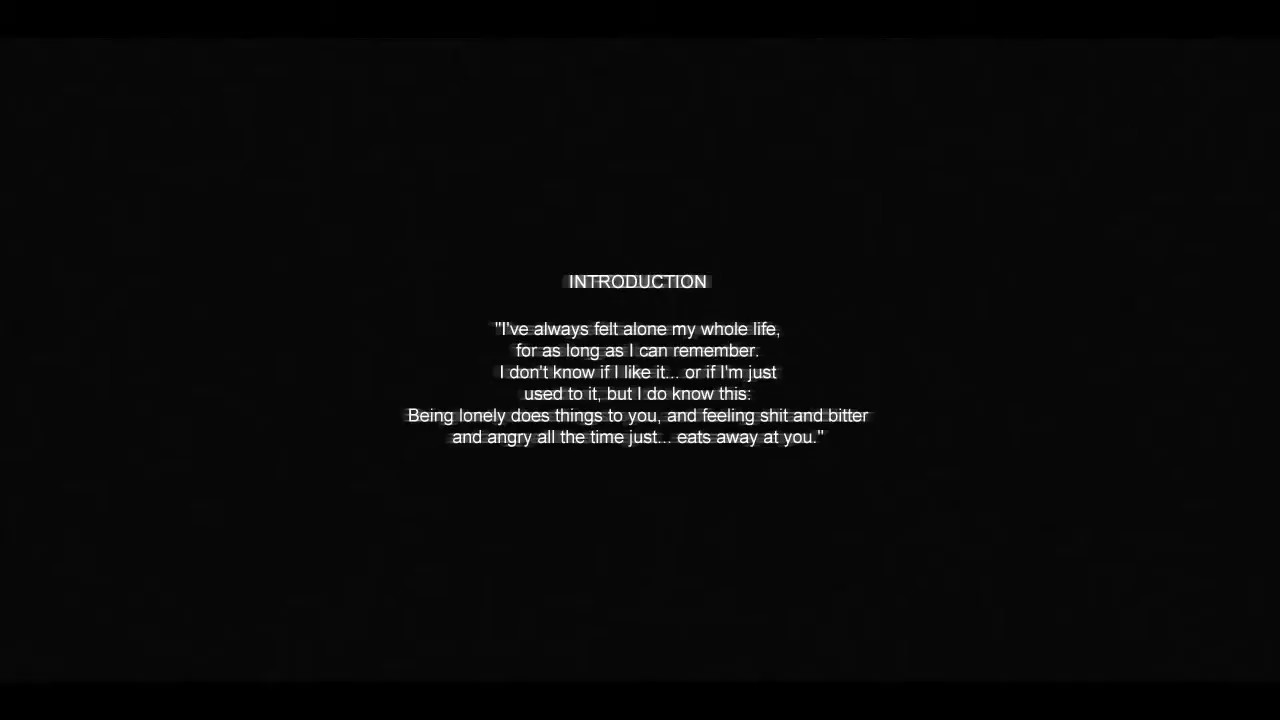 INTRODUCTION
"I've always felt alone my whole life,
for as long as I can remember.
I don't know if I like it... or if I'm just
used to it, but I do know this:
Being lonely does things to you, and feeling shit and bitter
and angry all the time just... eats away at you."